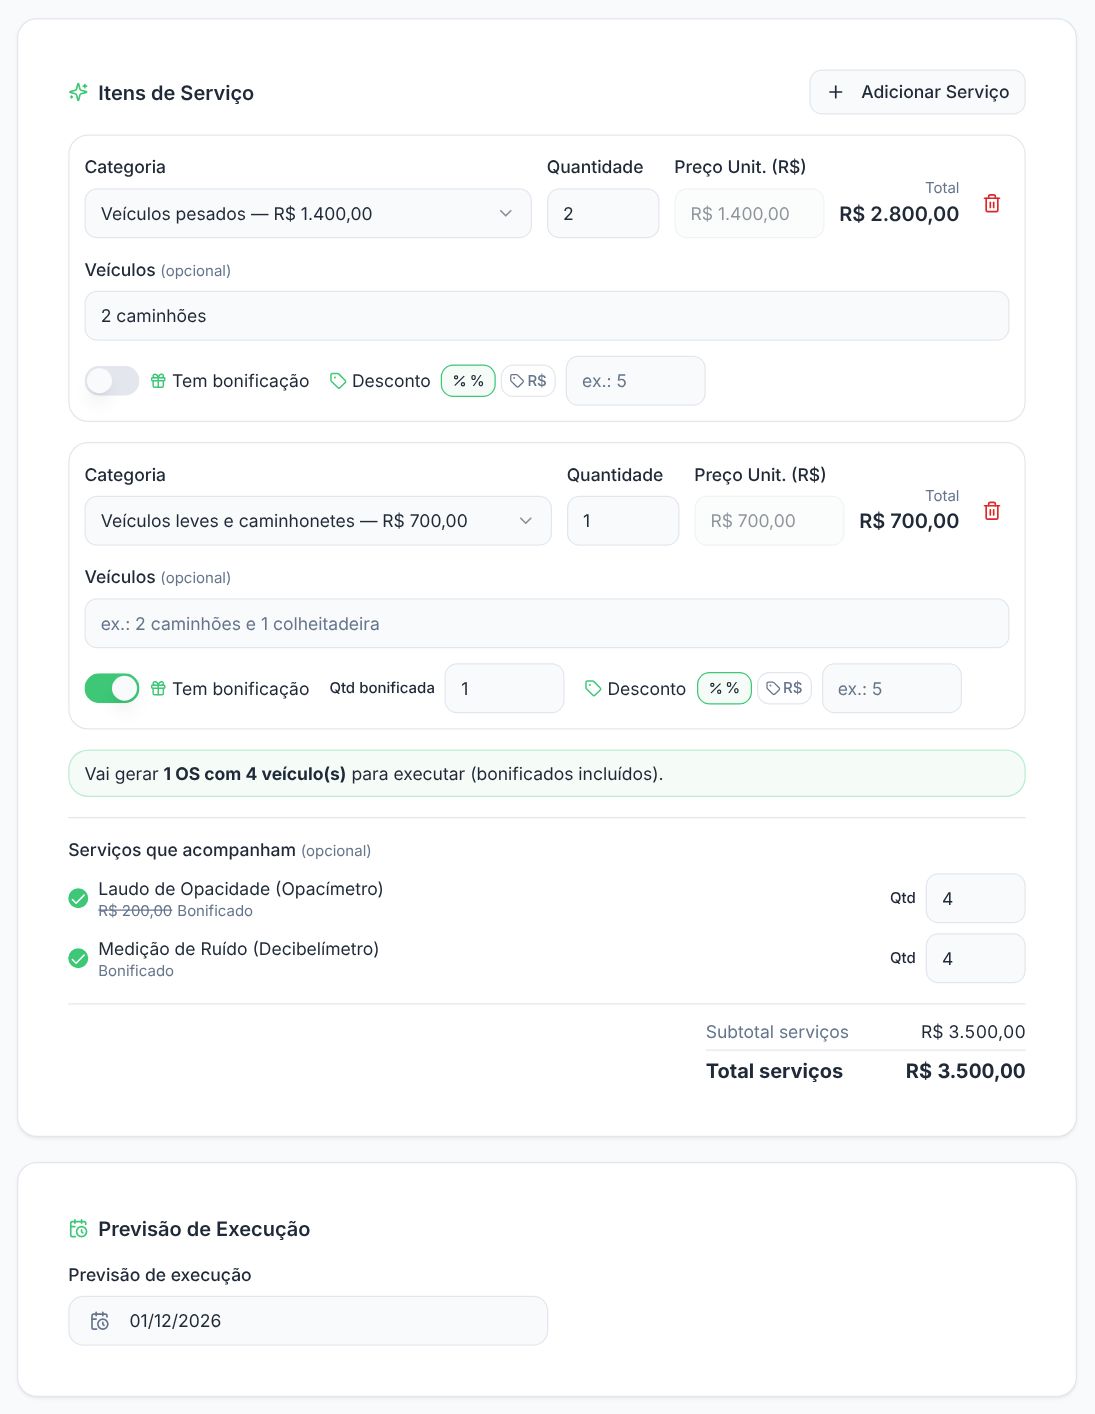 Itens de Serviço
+ Adicionar Serviço
Categoria
Quantidade
Preço Unit. (R$)
Total
Veículos pesados — R$ 1.400,00
2
R$ 1.400,00
R$ 2.800,00
Veículos (opcional)
2 caminhões
Tem bonificação
Desconto
% %
R$
ex.: 5
Categoria
Quantidade
Preço Unit. (R$)
Total
Veículos leves e caminhonetes — R$ 700,00
1
R$ 700,00
R$ 700,00
Veículos (opcional)
ex.: 2 caminhões e 1 colheitadeira
Tem bonificação
Qtd bonificada
1
Desconto
% %
R$
ex.: 5
Vai gerar 1 OS com 4 veículo(s) para executar (bonificados incluídos).
Serviços que acompanham (opcional)
Laudo de Opacidade (Opacímetro)
R$ 200,00 Bonificado
Qtd
4
Medição de Ruído (Decibelímetro)
Bonificado
Qtd
4
Subtotal serviços R$ 3.500,00
Total serviços R$ 3.500,00
Previsão de Execução
Previsão de execução
01/12/2026